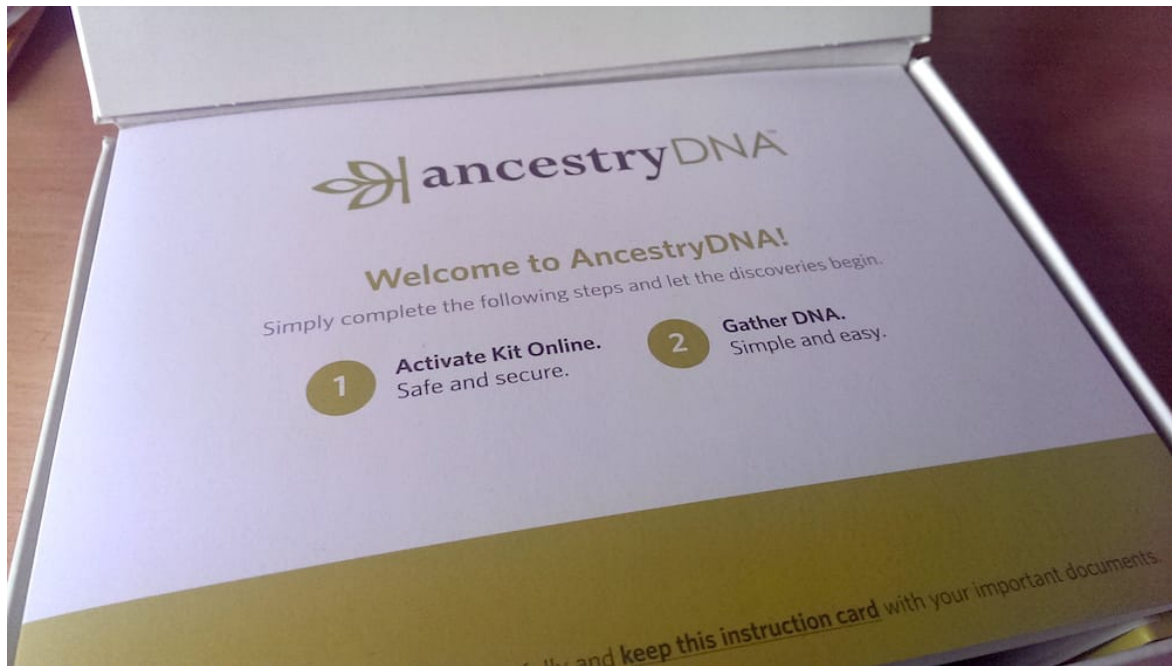 ancestryDNA™
Welcome to AncestryDNA!
Simply complete the following steps and let the discoveries begin.
1
Activate Kit Online.
Safe and secure.
2
Gather DNA.
Simple and easy.
and keep this instruction card with your important documents.